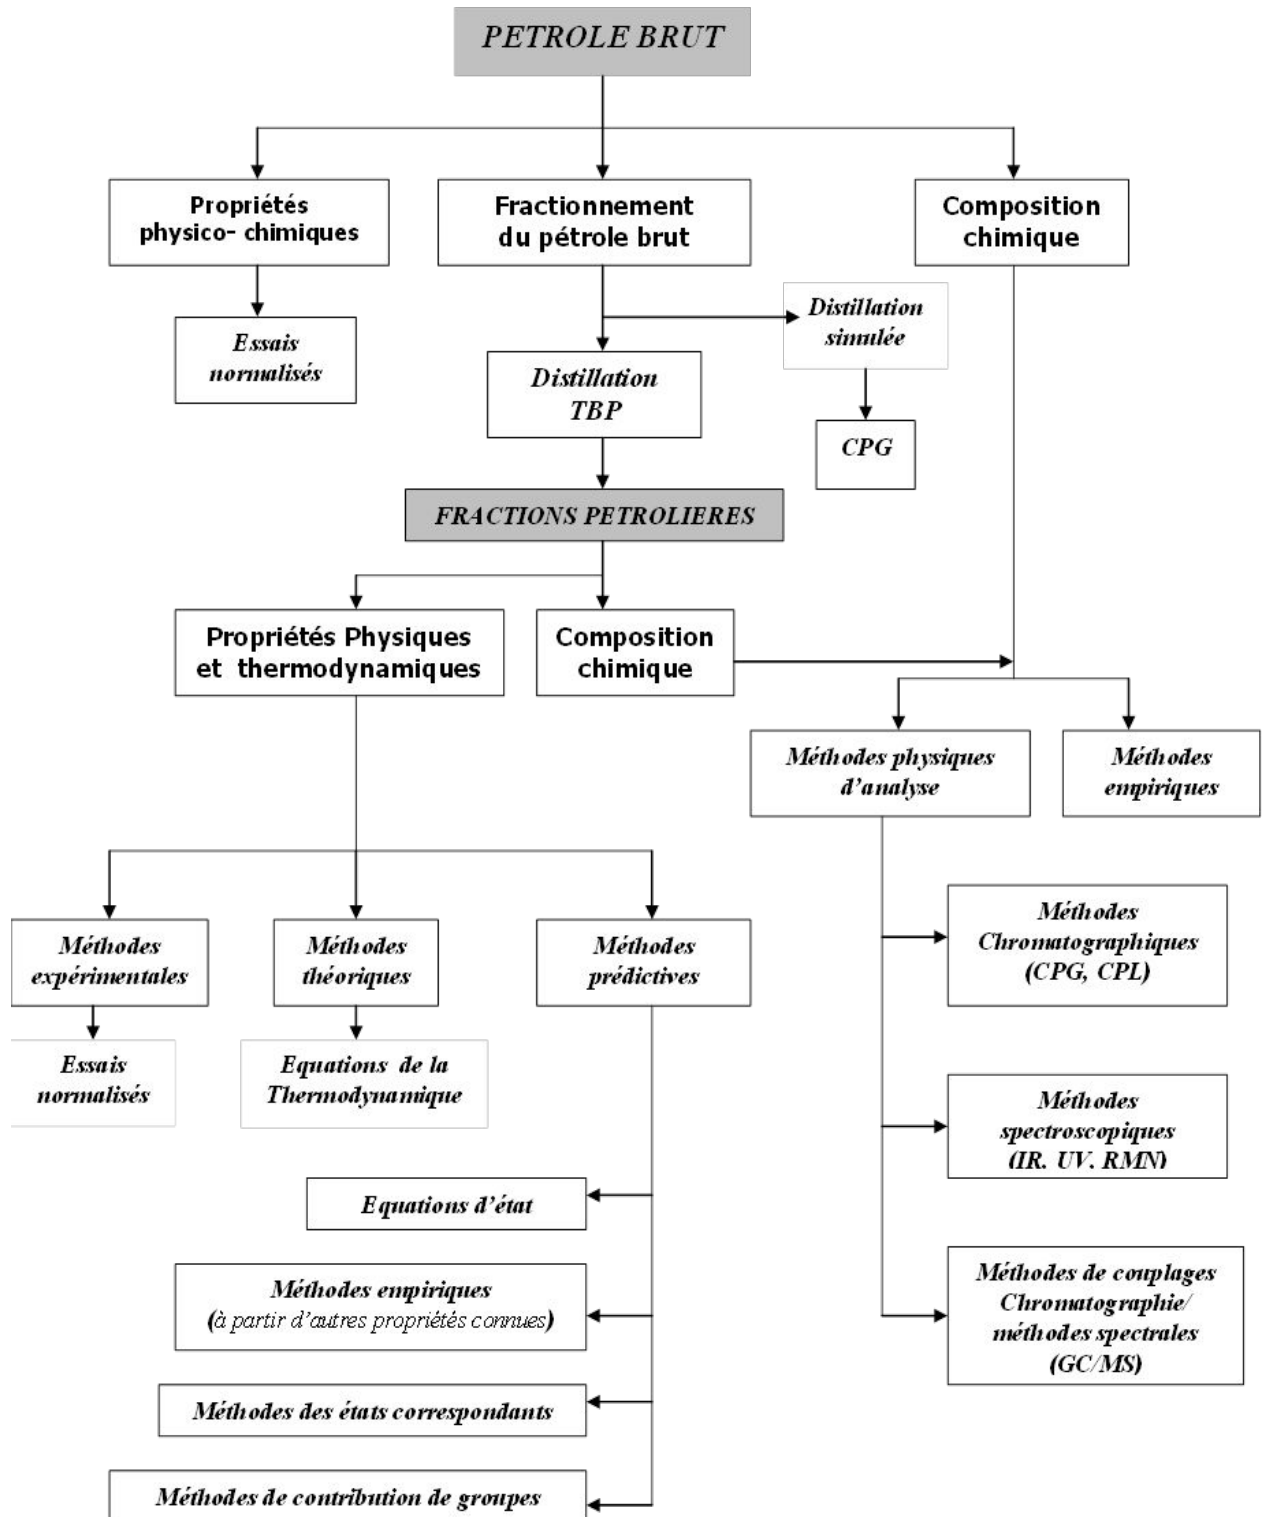 PETROLE BRUT
Propriétés
physico- chimiques
Fractionnement
du pétrole brut
Composition
chimique
Essais
normalisés
Distillation
simulée
Distillation
TBP
CPG
FRACTIONS PETROLIERES
Propriétés Physiques
et thermodynamiques
Composition
chimique
Méthodes physiques
d'analyse
Méthodes
empiriques
Méthodes
Chromatographiques
(CPG, CPL)
Méthodes
expérimentales
Méthodes
théoriques
Méthodes
prédictives
Essais
normalisés
Equations de la
Thermodynamique
Méthodes
spectroscopiques
(IR. UV. RMN)
Equations d'état
Méthodes empiriques
(à partir d'autres propriétés connues)
Méthodes de couplages
Chromatographie/
méthodes spectrales
(GC/MS)
Méthodes des états correspondants
Méthodes de contribution de groupes